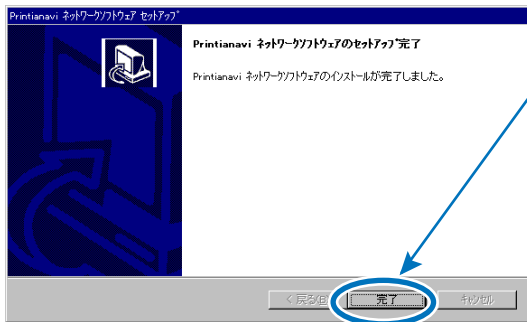 Printianavi ﾈｯﾄﾜｰｸｿﾌﾄｳｪｱ ｾｯﾄｱｯﾌﾟ
Printianavi ﾈｯﾄﾜｰｸｿﾌﾄｳｪｱのｾｯﾄｱｯﾌﾟ完了
Printianavi ﾈｯﾄﾜｰｸｿﾌﾄｳｪｱのｲﾝｽﾄｰﾙが完了しました。
< 戻る(B) 完了 ｷｬﾝｾﾙ